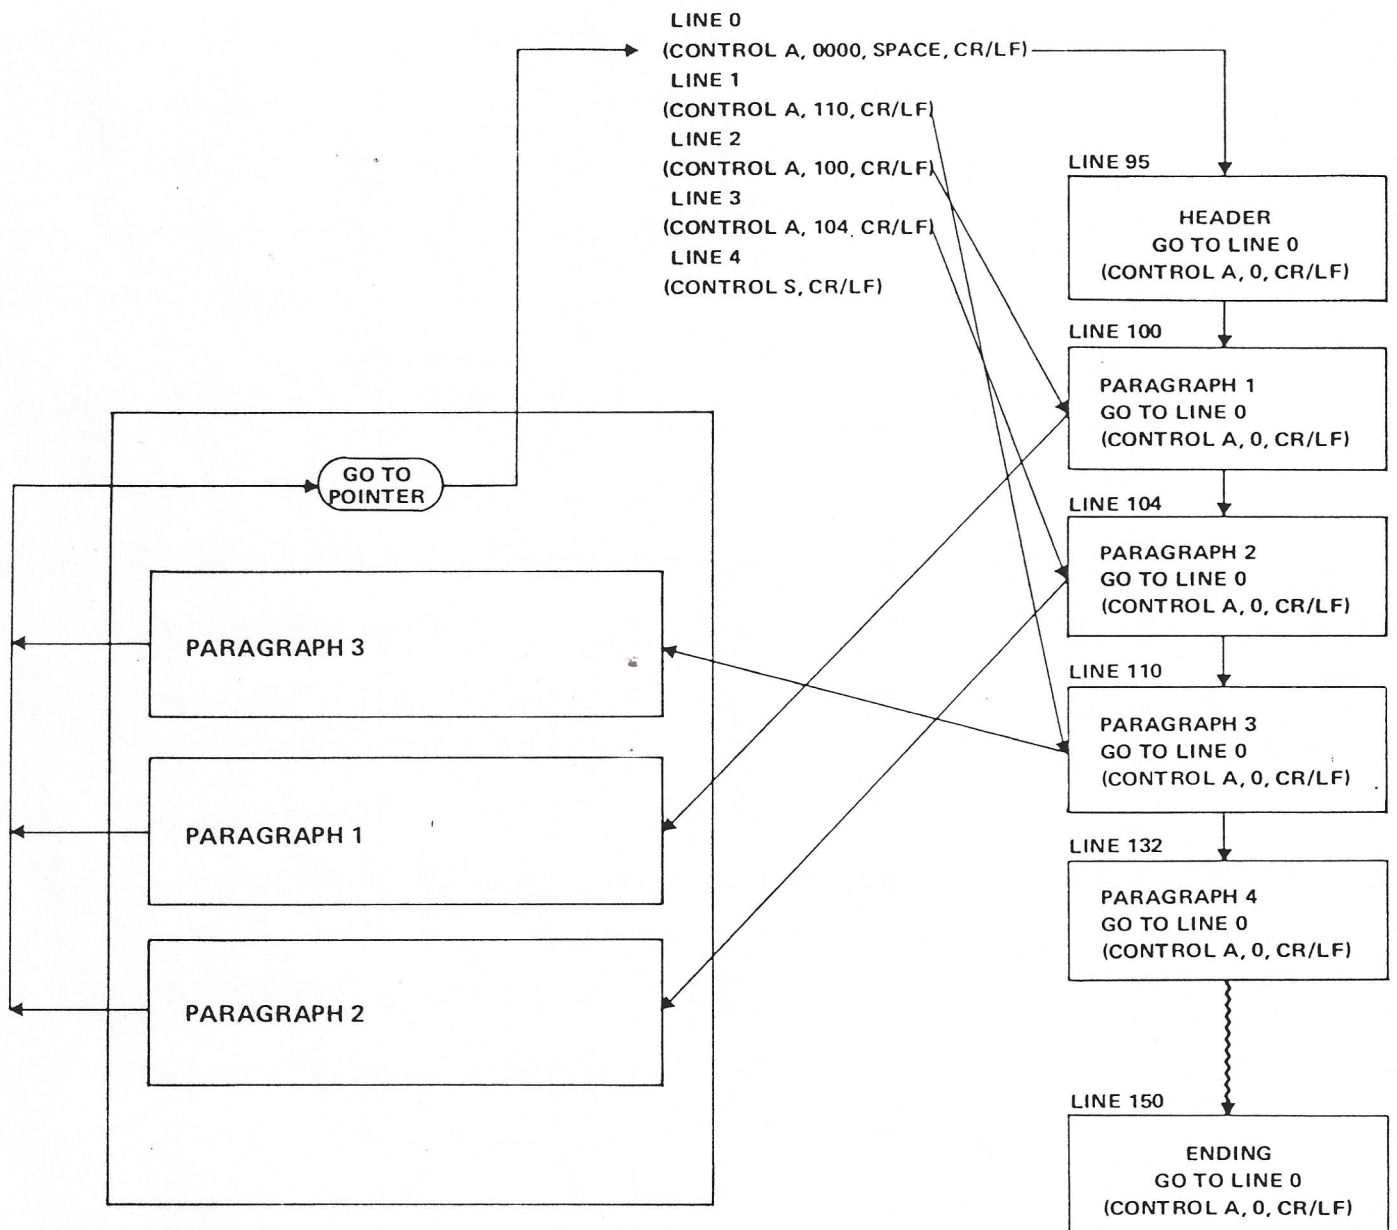 LINE 0
(CONTROL A, 0000, SPACE, CR/LF)
LINE 1
(CONTROL A, 110, CR/LF)
LINE 2
(CONTROL A, 100, CR/LF)
LINE 3
(CONTROL A, 104, CR/LF)
LINE 4
(CONTROL S, CR/LF)
LINE 95
HEADER
GO TO LINE 0
(CONTROL A, 0, CR/LF)
LINE 100
PARAGRAPH 1
GO TO LINE 0
(CONTROL A, 0, CR/LF)
LINE 104
PARAGRAPH 2
GO TO LINE 0
(CONTROL A, 0, CR/LF)
LINE 110
PARAGRAPH 3
GO TO LINE 0
(CONTROL A, 0, CR/LF)
LINE 132
PARAGRAPH 4
GO TO LINE 0
(CONTROL A, 0, CR/LF)
LINE 150
ENDING
GO TO LINE 0
(CONTROL A, 0, CR/LF)
GO TO
POINTER
PARAGRAPH 3
PARAGRAPH 1
PARAGRAPH 2